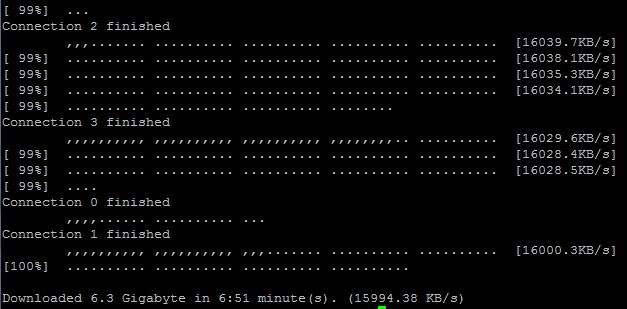 [ 99%]  ...
Connection 2 finished
        ,,,....... .......... .......... .......... ..........  [16039.7KB/s]
[ 99%]  .......... .......... .......... .......... ..........  [16038.1KB/s]
[ 99%]  .......... .......... .......... .......... ..........  [16035.3KB/s]
[ 99%]  .......... .......... .......... .......... ..........  [16034.1KB/s]
[ 99%]  .......... .......... .......... ........
Connection 3 finished
        ,,,,,,,,,, ,,,,,,,,,, ,,,,,,,,,, ,,,,,,,,.. ..........  [16029.6KB/s]
[ 99%]  .......... .......... .......... .......... ..........  [16028.4KB/s]
[ 99%]  .......... .......... .......... .......... ..........  [16028.5KB/s]
[ 99%]  ....
Connection 0 finished
        ,,,,...... .......... ...
Connection 1 finished
        ,,,,,,,,,, ,,,,,,,,,, ,,,....... .......... ..........  [16000.3KB/s]
[100%]  .......... .......... .......... ..........

Downloaded 6.3 Gigabyte in 6:51 minute(s). (15994.38 KB/s)